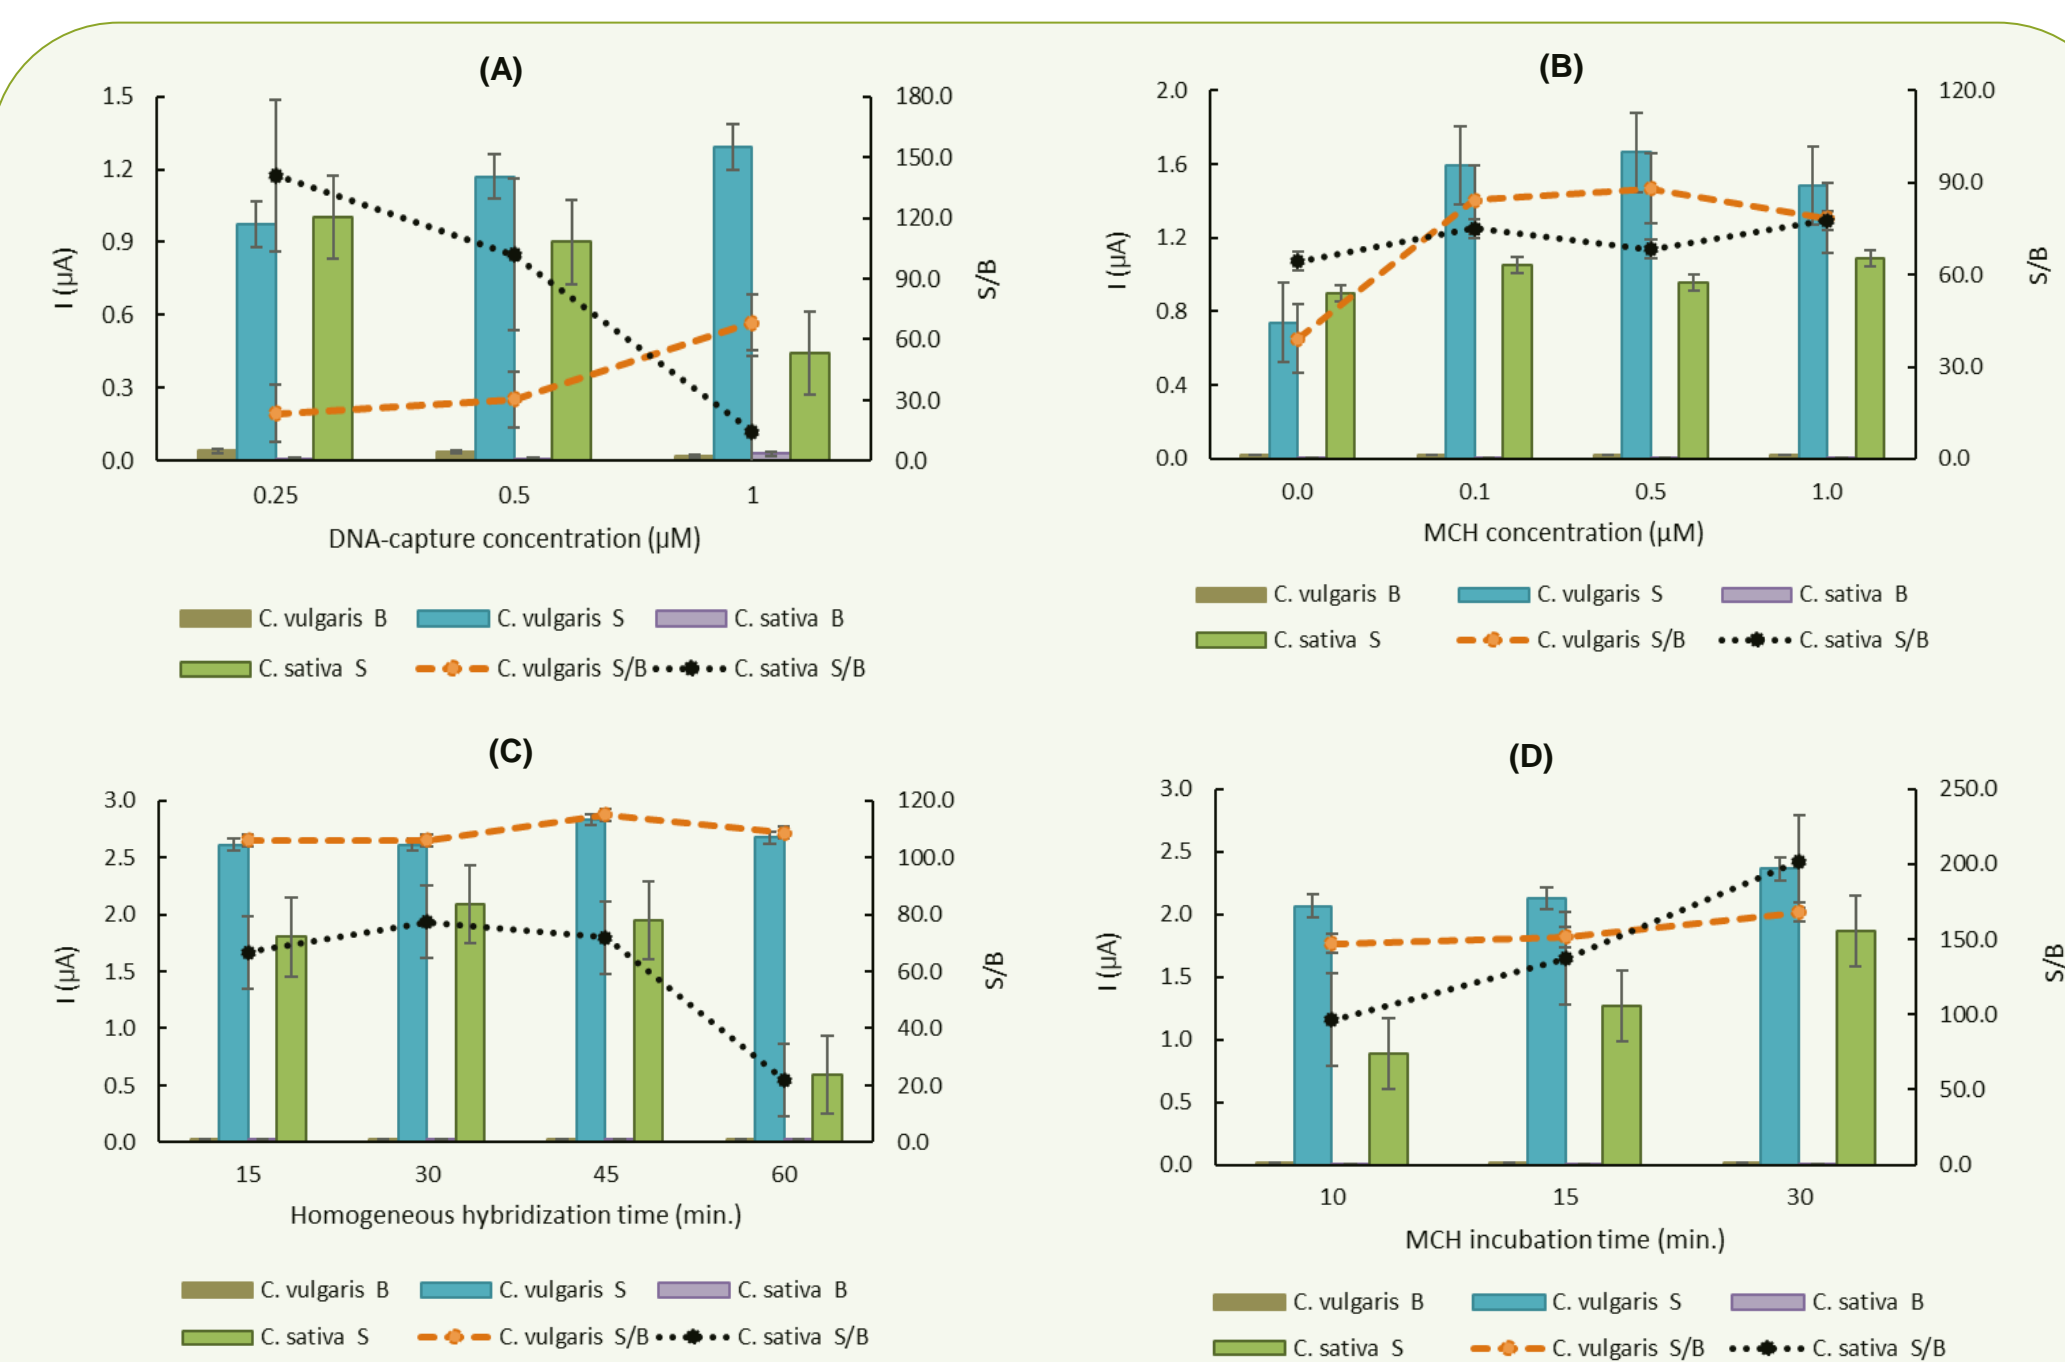 (A)
1.5
1.2
0.9
0.6
0.3
0.0
I (µA)
180.0
150.0
120.0
90.0
60.0
30.0
0.0
S/B
0.25 0.5 1
DNA-capture concentration (µM)
C. vulgaris B C. vulgaris S C. sativa B
C. sativa S C. vulgaris S/B C. sativa S/B
(B)
2.0
1.6
1.2
0.8
0.4
0.0
I (µA)
120.0
90.0
60.0
30.0
0.0
S/B
0.0 0.1 0.5 1.0
MCH concentration (µM)
C. vulgaris B C. vulgaris S C. sativa B
C. sativa S C. vulgaris S/B C. sativa S/B
(C)
3.0
2.5
2.0
1.5
1.0
0.5
0.0
I (µA)
120.0
100.0
80.0
60.0
40.0
20.0
0.0
S/B
15 30 45 60
Homogeneous hybridization time (min.)
C. vulgaris B C. vulgaris S C. sativa B
C. sativa S C. vulgaris S/B C. sativa S/B
(D)
3.0
2.5
2.0
1.5
1.0
0.5
0.0
I (µA)
250.0
200.0
150.0
100.0
50.0
0.0
S/B
10 15 30
MCH incubation time (min.)
C. vulgaris B C. vulgaris S C. sativa B
C. sativa S C. vulgaris S/B C. sativa S/B